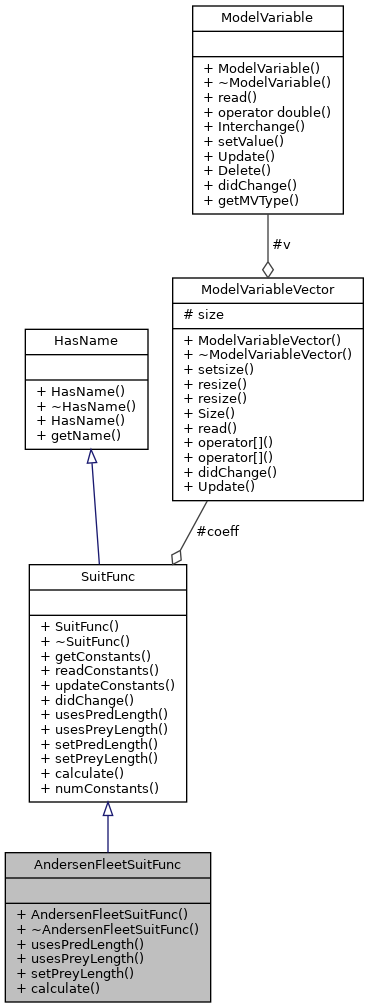 ModelVariable
+ ModelVariable()
+ ~ModelVariable()
+ read()
+ operator double()
+ Interchange()
+ setValue()
+ Update()
+ Delete()
+ didChange()
+ getMVType()
#v
ModelVariableVector
# size
+ ModelVariableVector()
+ ~ModelVariableVector()
+ setsize()
+ resize()
+ resize()
+ Size()
+ read()
+ operator[]()
+ operator[]()
+ didChange()
+ Update()
HasName
+ HasName()
+ ~HasName()
+ HasName()
+ getName()
#coeff
SuitFunc
+ SuitFunc()
+ ~SuitFunc()
+ getConstants()
+ readConstants()
+ updateConstants()
+ didChange()
+ usesPredLength()
+ usesPreyLength()
+ setPredLength()
+ setPreyLength()
+ calculate()
+ numConstants()
AndersenFleetSuitFunc
+ AndersenFleetSuitFunc()
+ ~AndersenFleetSuitFunc()
+ usesPredLength()
+ usesPreyLength()
+ setPreyLength()
+ calculate()